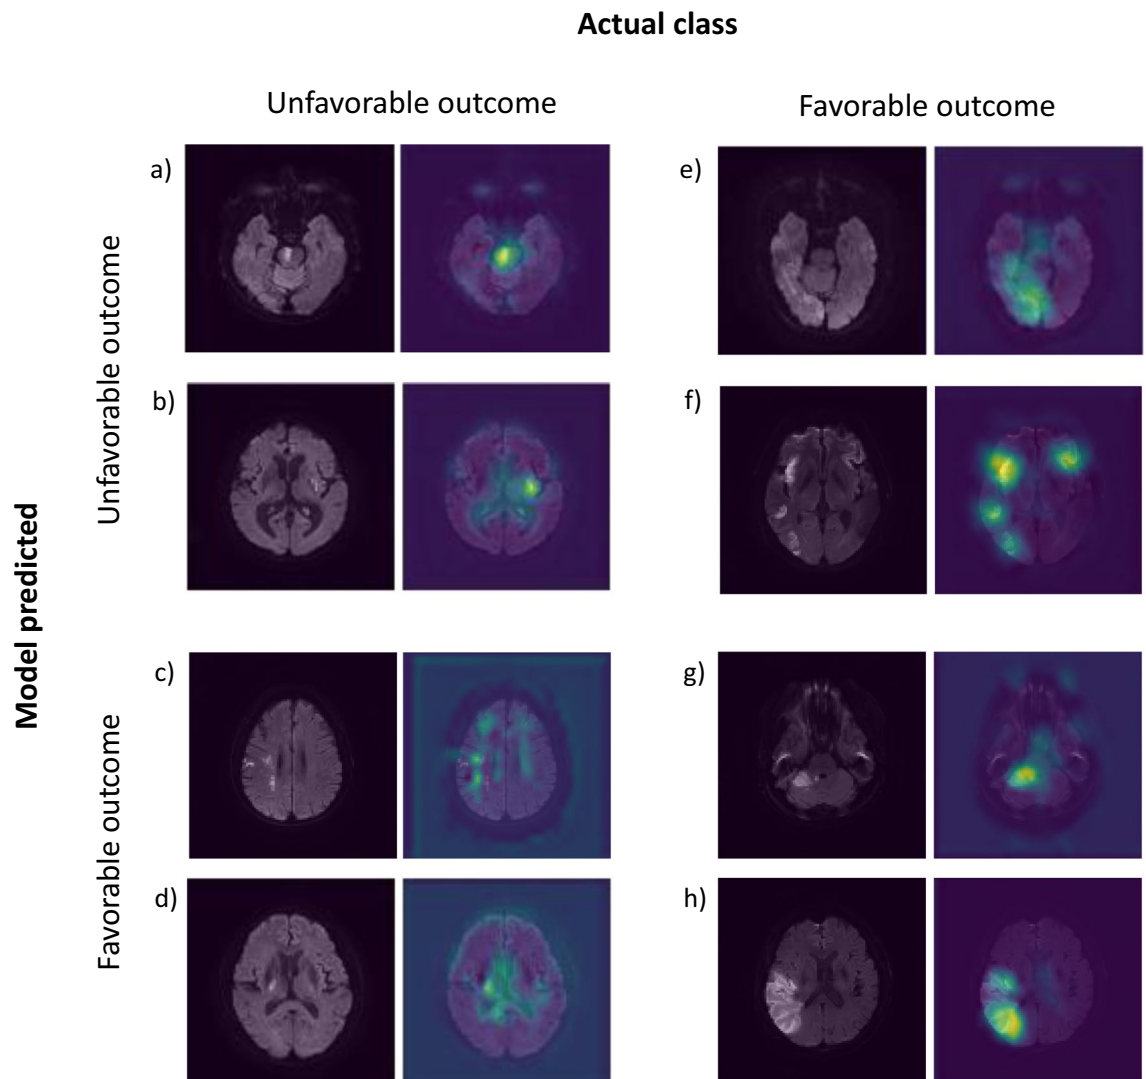 Actual class
Unfavorable outcome
Favorable outcome
Model predicted
Unfavorable outcome
a)
e)
b)
f)
Favorable outcome
c)
g)
d)
h)